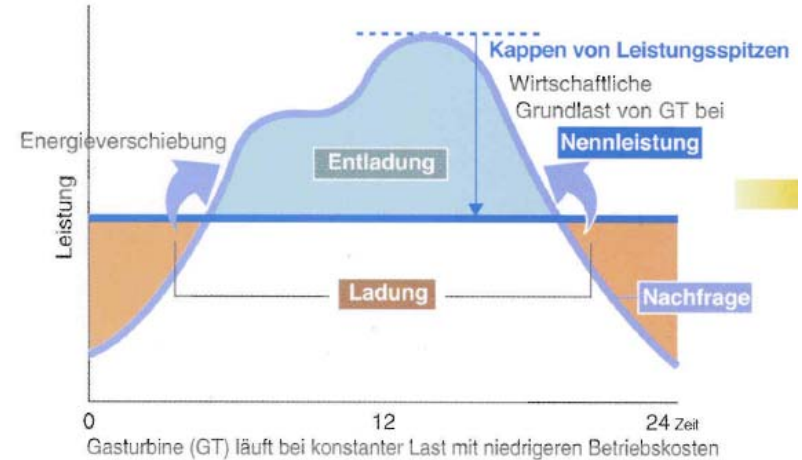 Kappen von Leistungsspitzen
Wirtschaftliche
Grundlast von GT bei
Nennleistung
Energieverschiebung
Entladung
Leistung
Ladung
Nachfrage
0
12
24 Zeit
Gasturbine (GT) läuft bei konstanter Last mit niedrigeren Betriebskosten